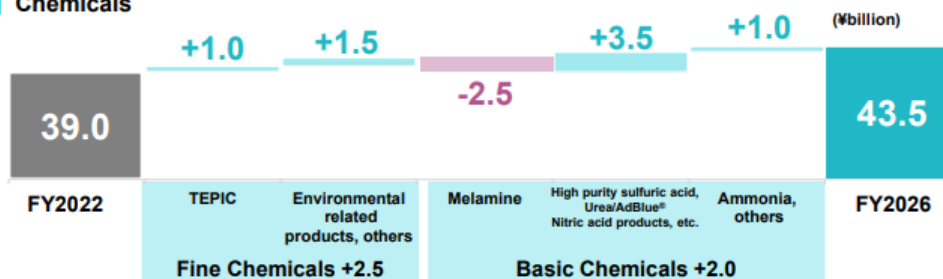 Chemicals
(¥billion)
+1.0
+1.5
-2.5
+3.5
+1.0
39.0
43.5
FY2022
TEPIC
Environmental
related
products, others
Melamine
High purity sulfuric acid,
Urea/AdBlue®
Nitric acid products, etc.
Ammonia,
others
FY2026
Fine Chemicals +2.5
Basic Chemicals +2.0